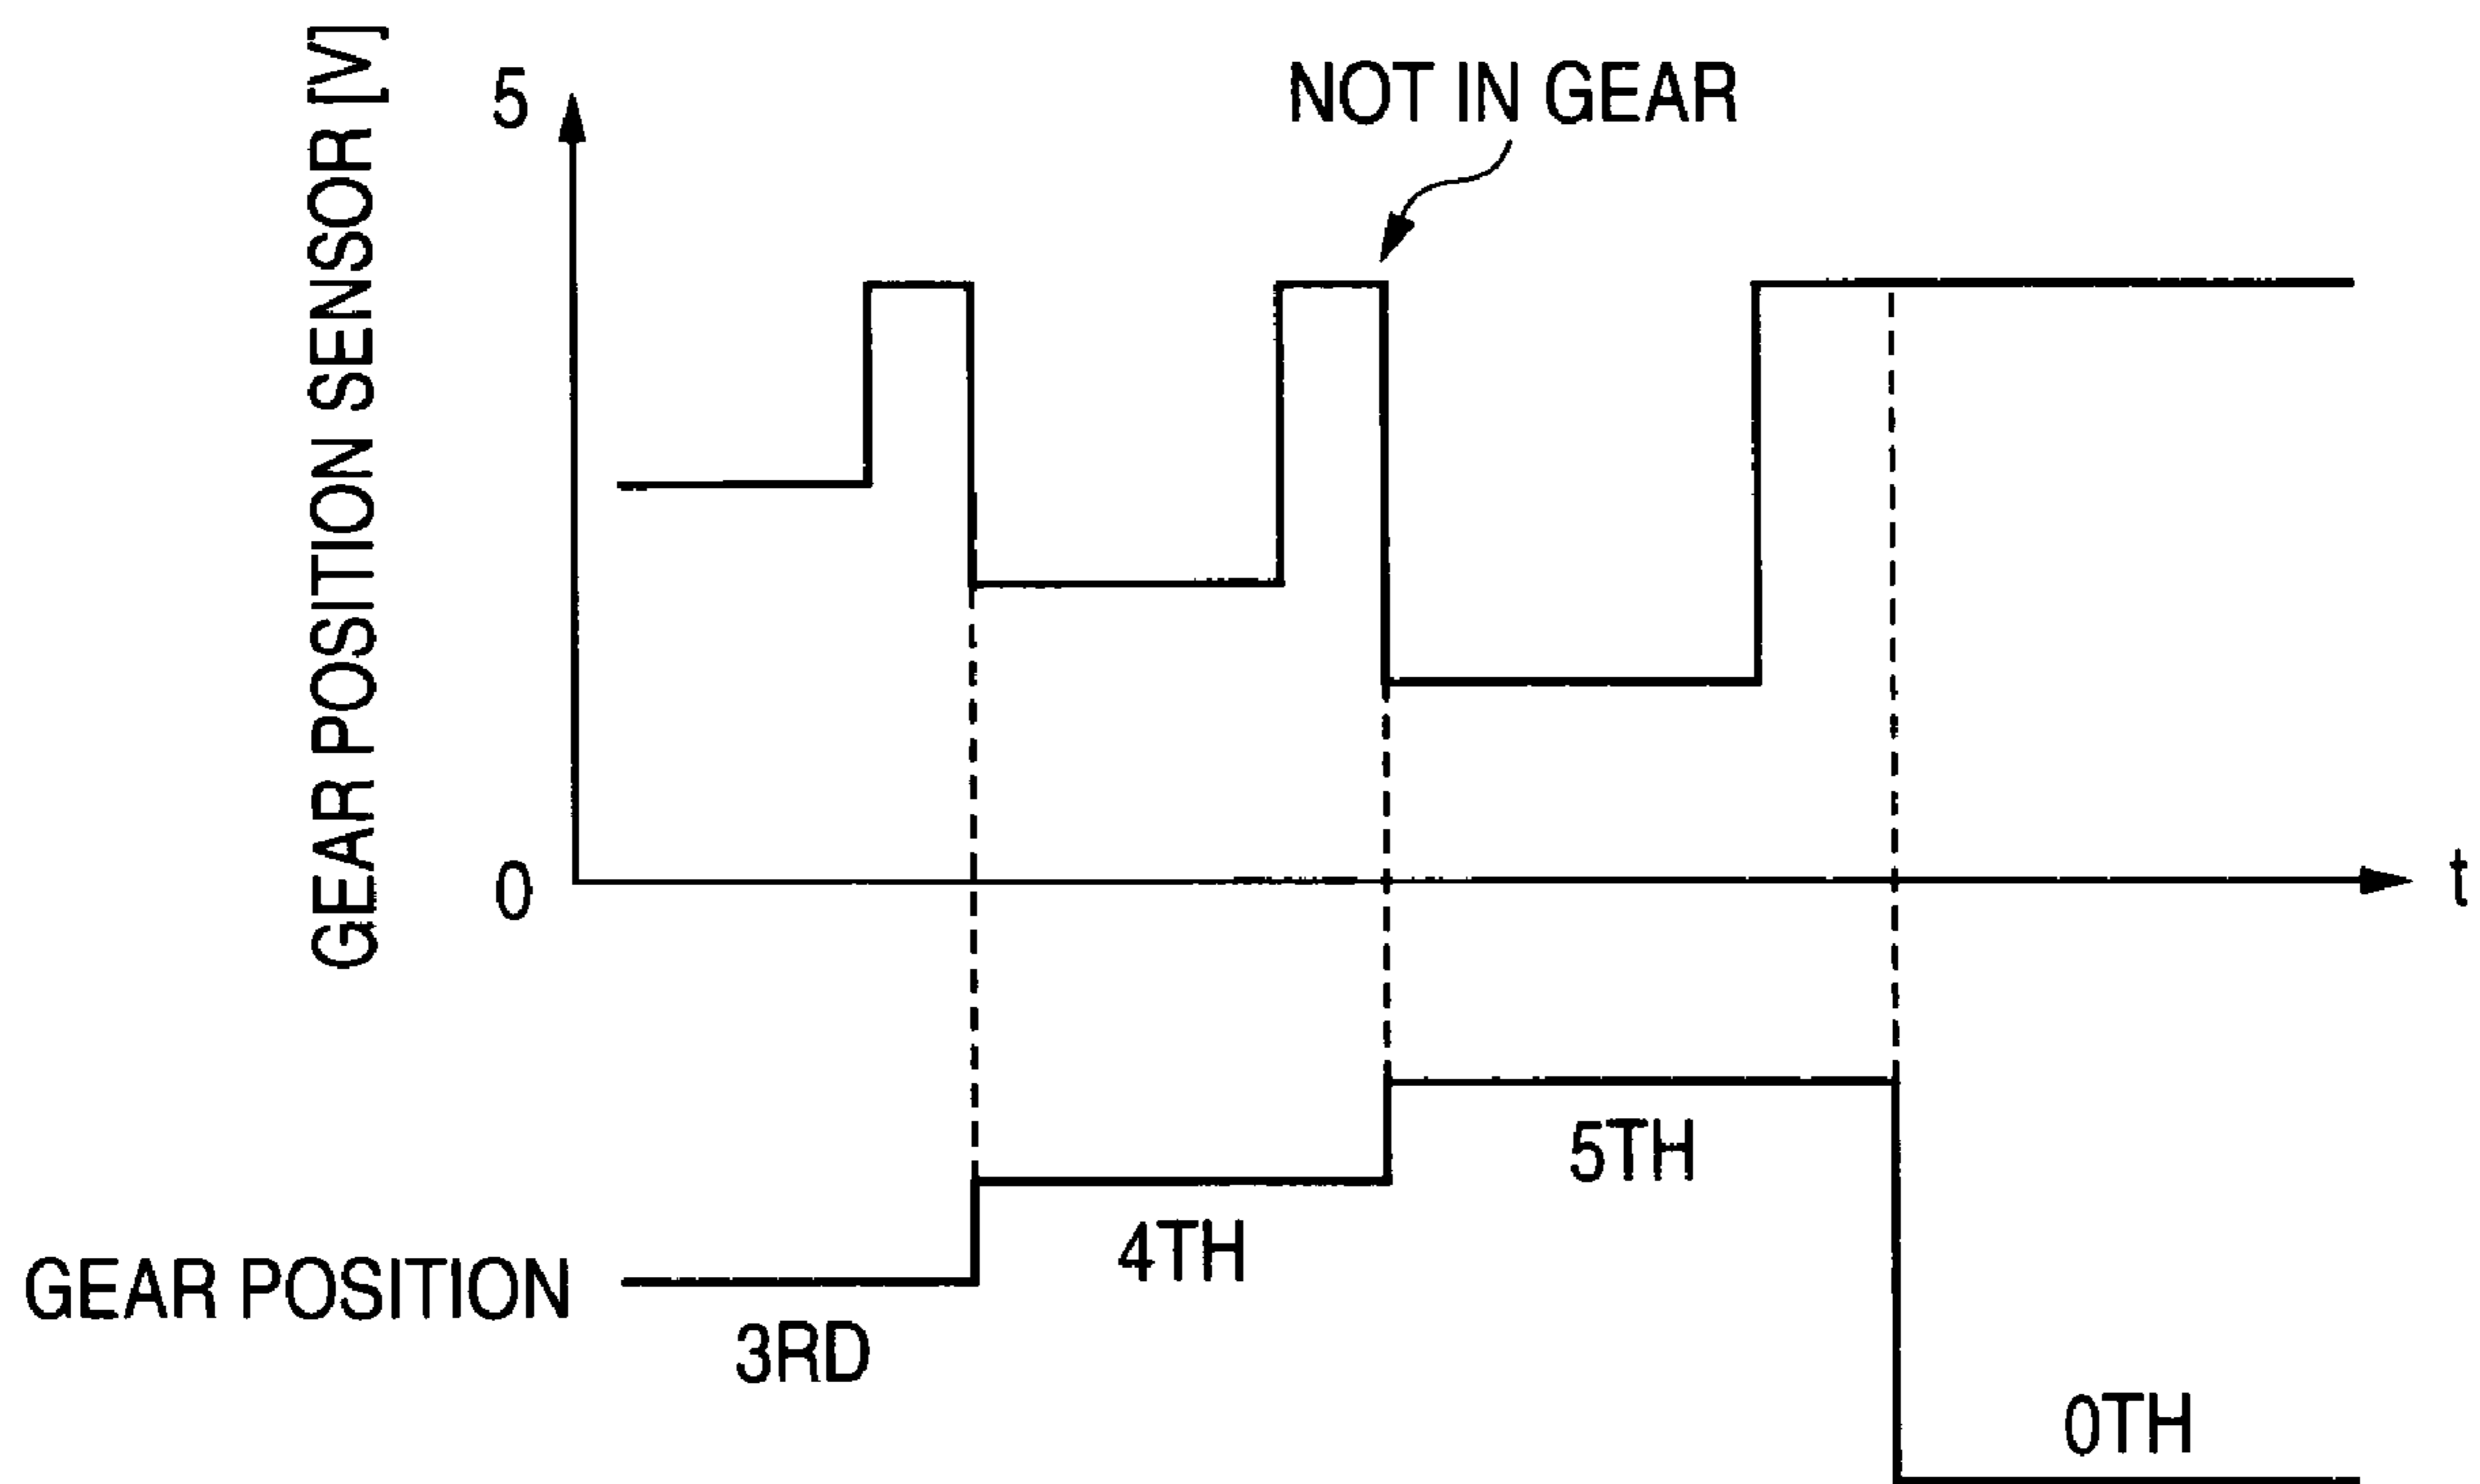 GEAR POSITION SENSOR [V]
5
NOT IN GEAR
0
t
5TH
4TH
GEAR POSITION
3RD
0TH